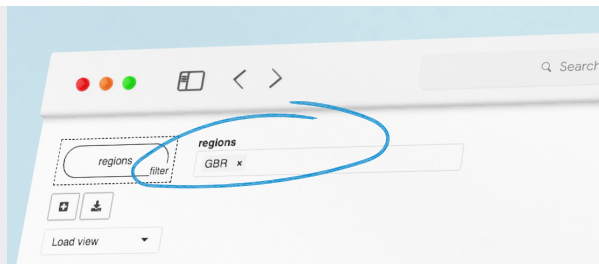 Search
regions
regions
filter
GBR ×
Load view